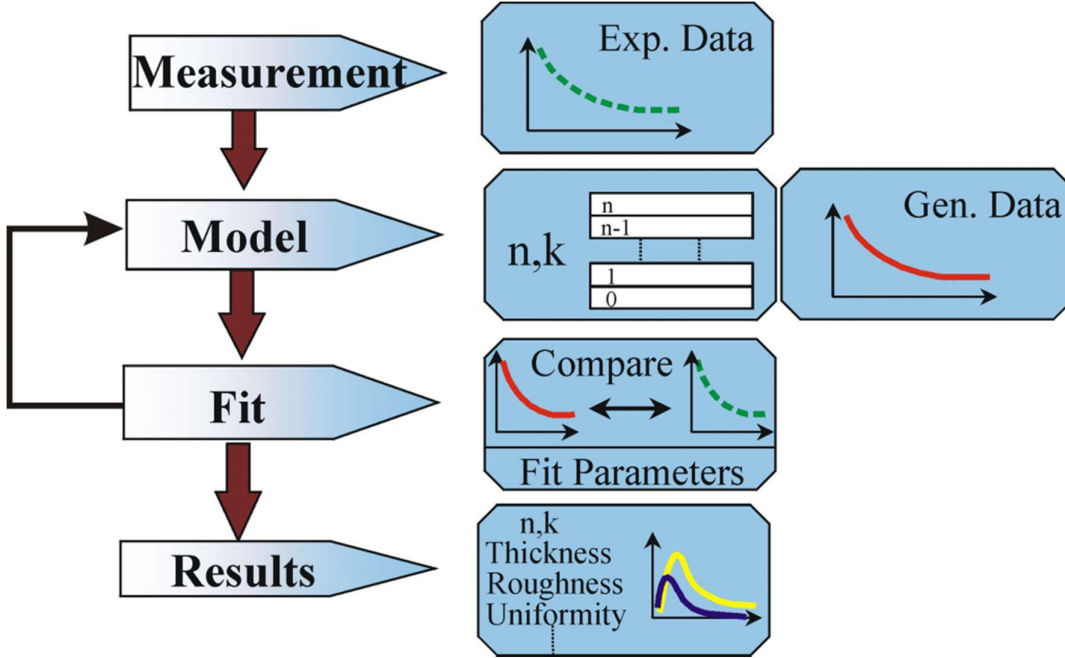 Measurement
Exp. Data
Model
n,k
n
n-1
1
0
Gen. Data
Fit
Compare
Fit Parameters
Results
n,k
Thickness
Roughness
Uniformity